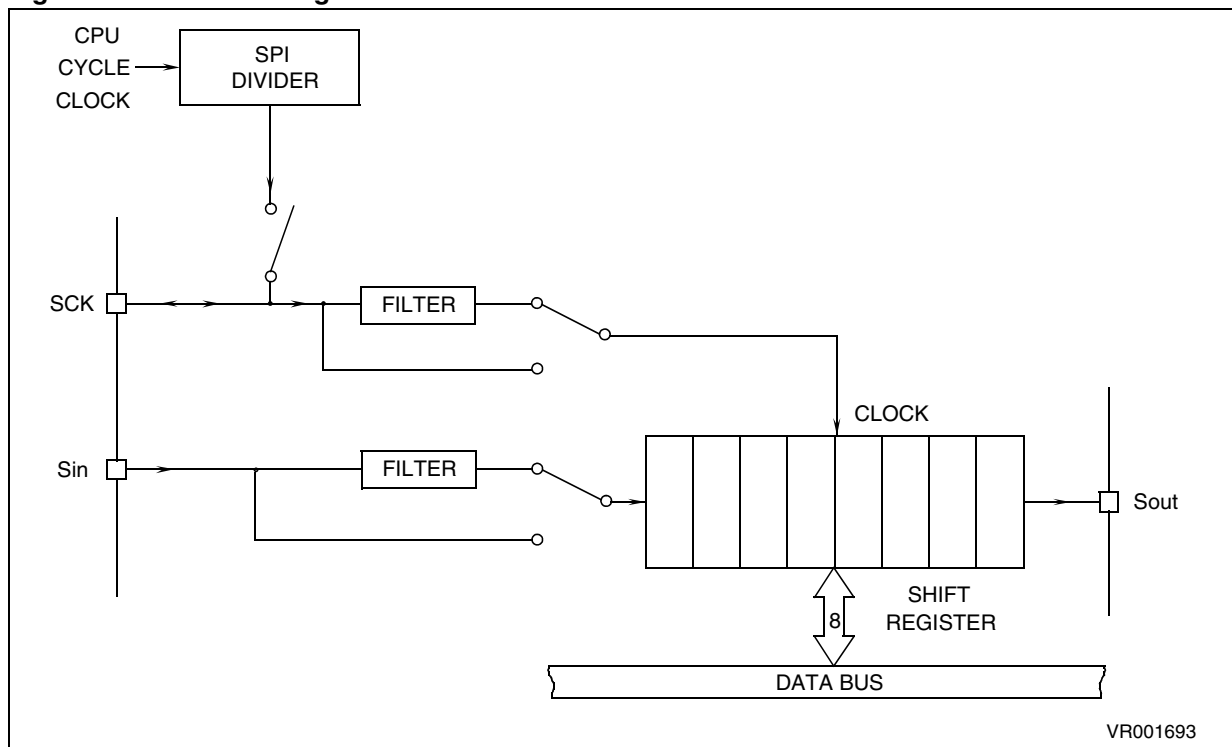 CPU
CYCLE
CLOCK
SPI
DIVIDER
SCK
FILTER
CLOCK
Sin
FILTER
Sout
SHIFT
REGISTER
8
DATA BUS
VR001693